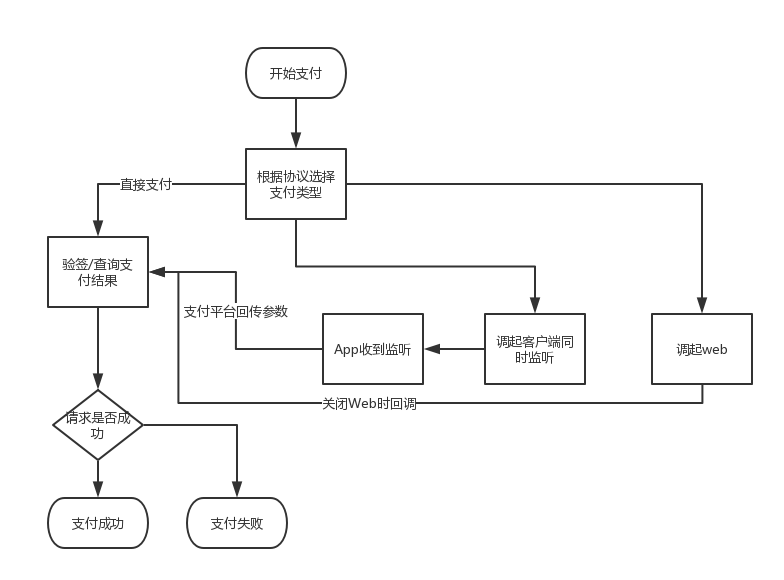 开始支付
根据协议选择
支付类型
直接支付
验签/查询支
付结果
支付平台回传参数
App收到监听
调起客户端同
时监听
调起web
关闭Web时回调
请求是否成
功
支付成功
支付失败